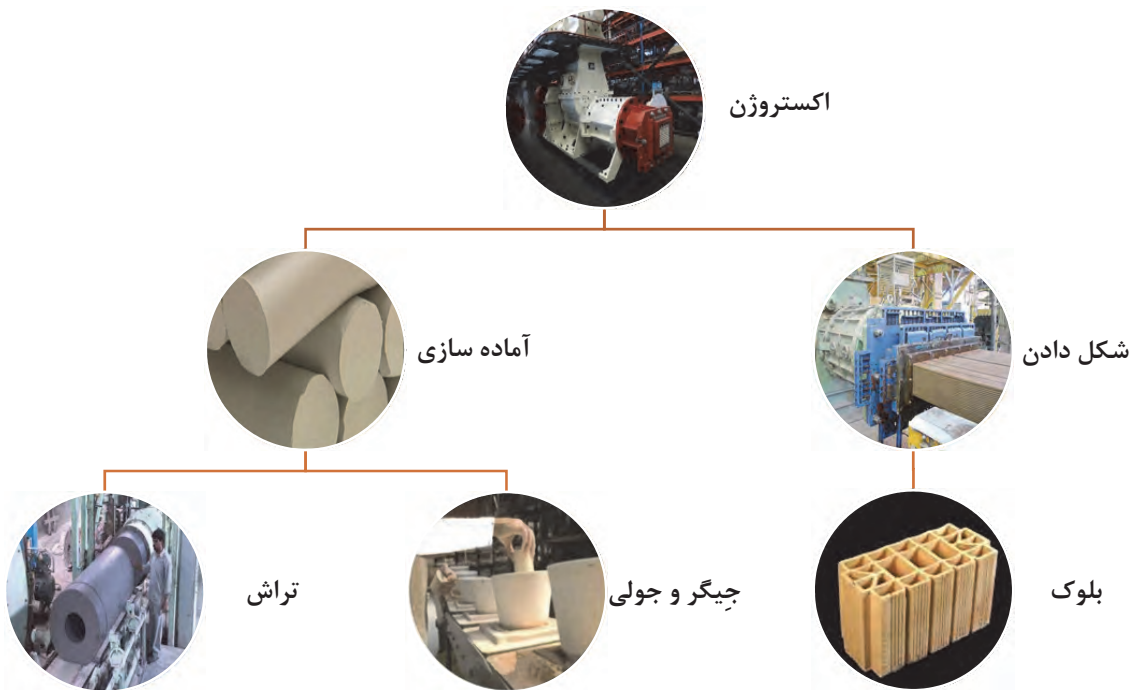 اکستروژن
شکل دادن
آماده سازی
بلوک
جِیگر و جولی
تراش